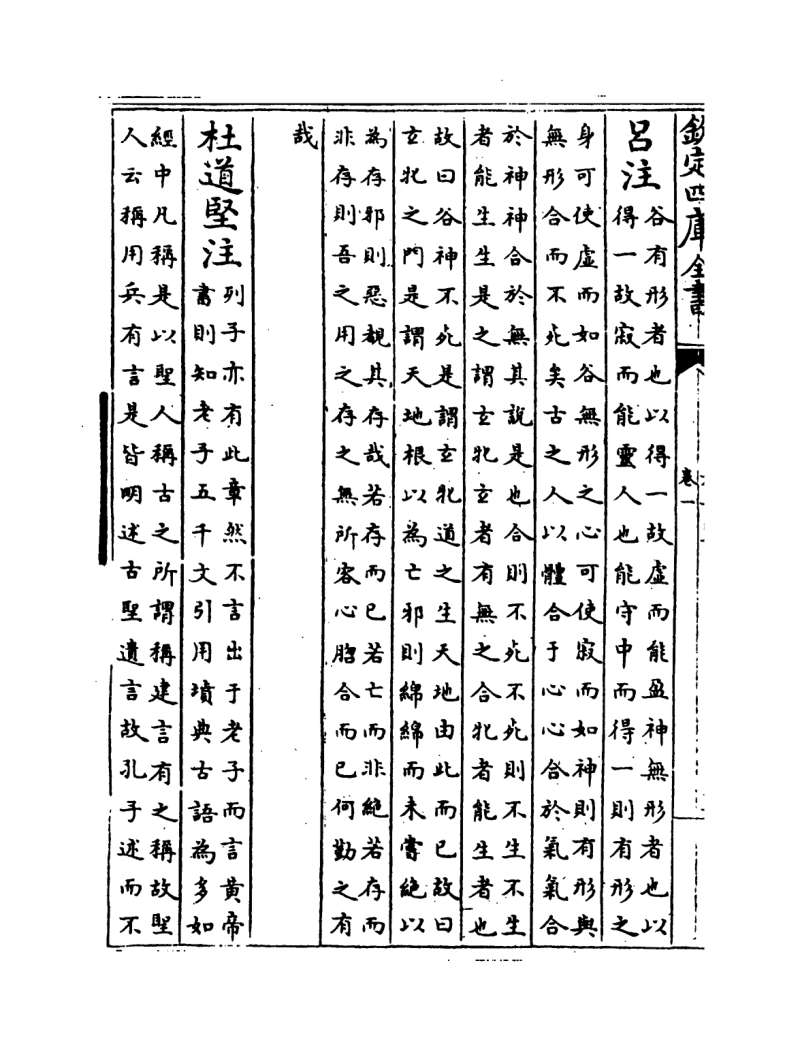 欽定四庫全書
卷一
呂注
谷有形者也以得一故虛而能盈神無形者也以
得一故寂而能靈人也能守中而得一則有形之
身可使虛而如谷無形之心可使寂而如神則有形與
無形合而不死矣古之人以體合于心心合於氣氣合
於神神合於無其說是也合則不死不死則不生不生
者能生生是之謂玄牝玄者有無之合牝者能生者也
故曰谷神不死是謂玄牝道之生天地由此而已故曰
玄牝之門是謂天地根以為亡邪則綿綿而未嘗絶以
為存邪則惡覩其存哉若存而已若亡而非絶若存而
非存則吾之用之存之無所容心脗合而已何勤之有
哉
杜道堅注
列子亦有此章然不言出于老子而言黃帝
書則知老子五千文引用墳典古語為多如
經中凡稱是以聖人稱古之所謂稱建言有之稱故聖
人云稱用兵有言是皆明述古聖遺言故孔子述而不